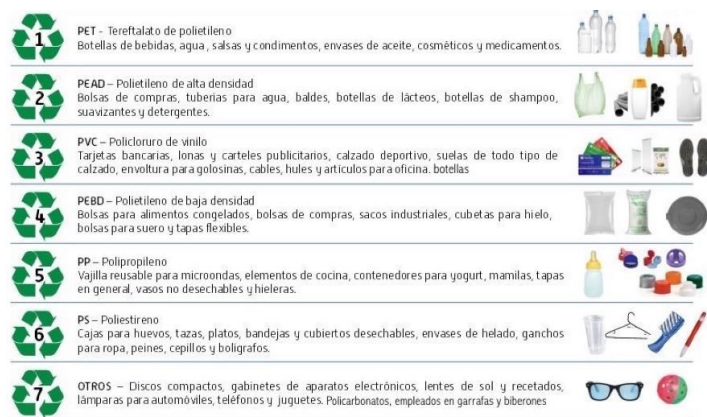 1
PET - Tereftalato de polietileno
Botellas de bebidas, agua , salsas y condimentos, envases de aceite, cosméticos y medicamentos.
2
PEAD – Polietileno de alta densidad
Bolsas de compras, tuberias para agua, baldes, botellas de lácteos, botellas de shampoo,
suavizantes y detergentes.
3
PVC – Policloruro de vinilo
Tarjetas bancarias, lonas y carteles publicitarios, calzado deportivo, suelas de todo tipo de
calzado, envoltura para golosinas, cables, hules y artículos para oficina. botellas
4
PEBD – Polietileno de baja densidad
Bolsas para alimentos congelados, bolsas de compras, sacos industriales, cubetas para hielo,
bolsas para suero y tapas flexibles.
5
PP – Polipropileno
Vajilla reusable para microondas, elementos de cocina, contenedores para yogurt, mamilas, tapas
en general, vasos no desechables y hieleras.
6
PS – Poliestireno
Cajas para huevos, tazas, platos, bandejas y cubiertos desechables, envases de helado, ganchos
para ropa, peines, cepillos y boligrafos.
7
OTROS – Discos compactos, gabinetes de aparatos electrónicos, lentes de sol y recetados,
lámparas para automóviles, teléfonos y juguetes. Policarbonatos, empleados en garrafas y biberones